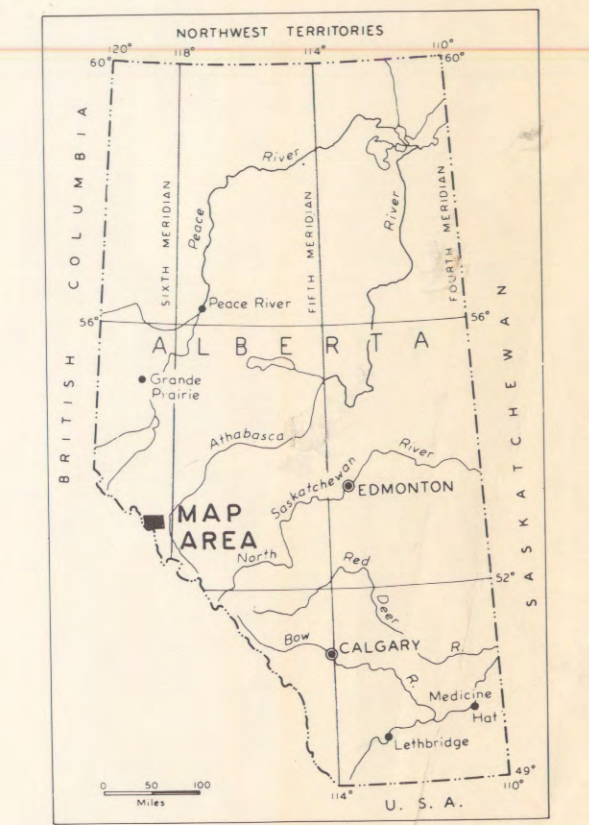 NORTHWEST TERRITORIES
120° 118° 114° 110°
60° 60°
BRITISH COLUMBIA
SIXTH MERIDIAN
FIFTH MERIDIAN
FOURTH MERIDIAN
SASKATCHEWAN
Peace River
River
Peace River
56° 56°
ALBERTA
Grande
Prairie
Athabasca
North Saskatchewan River
EDMONTON
MAP
AREA
52°
Red Deer R.
Bow R.
CALGARY
Medicine
Hat
Lethbridge
49°
114° 110°
0 50 100
Miles
U. S. A.